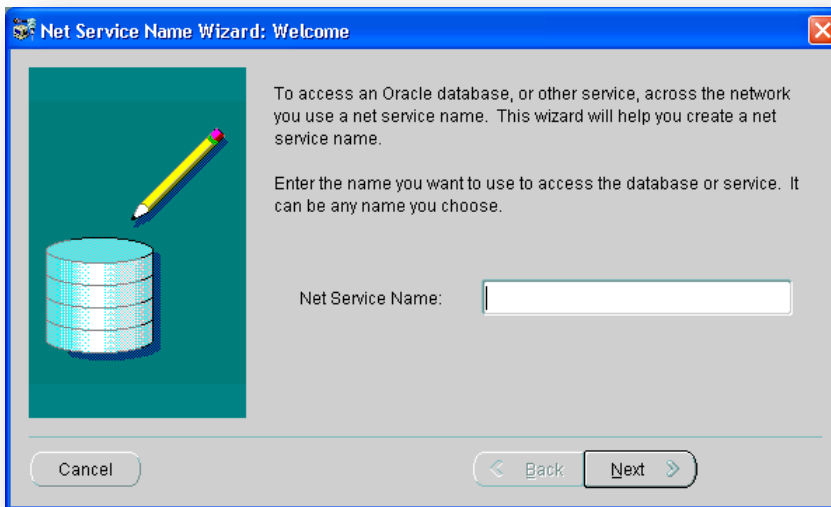 Net Service Name Wizard: Welcome
To access an Oracle database, or other service, across the network
you use a net service name. This wizard will help you create a net
service name.
Enter the name you want to use to access the database or service. It
can be any name you choose.
Net Service Name:
Cancel
Back
Next